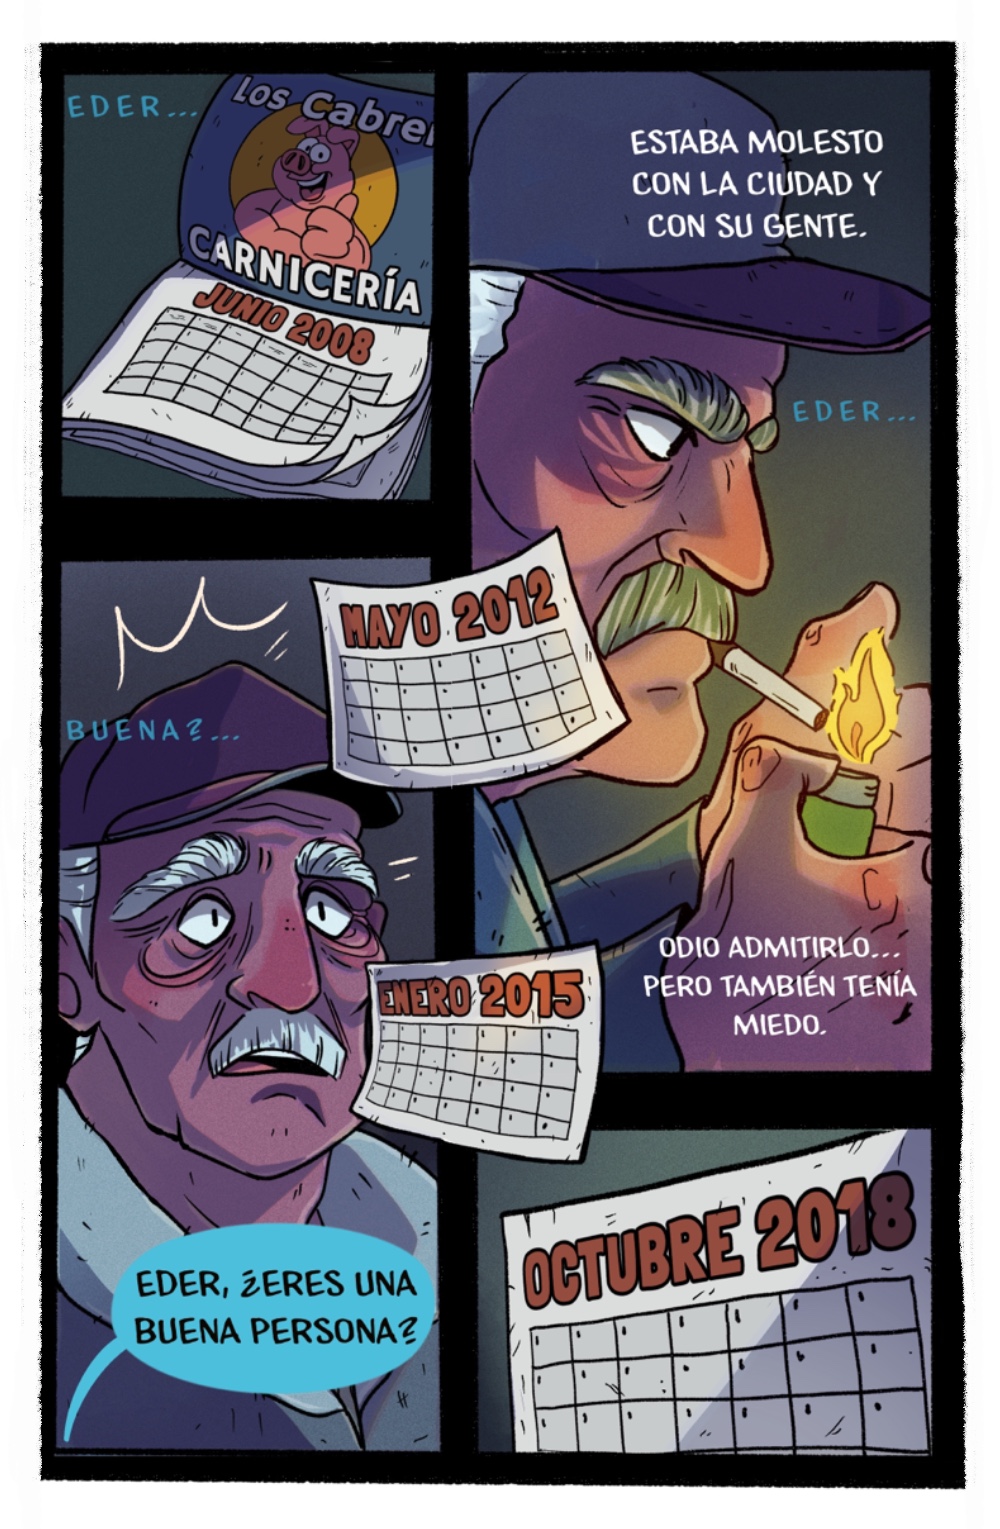 EDER...
Los Cabre
CARNICERÍA
JUNIO 2008
ESTABA MOLESTO
CON LA CIUDAD Y
CON SU GENTE.
EDER...
MAYO 2012
BUENA?...
ENERO 2015
ODIO ADMITIRLO...
PERO TAMBIÉN TENÍA
MIEDO.
EDER, ¿ERES UNA
BUENA PERSONA?
OCTUBRE 2018